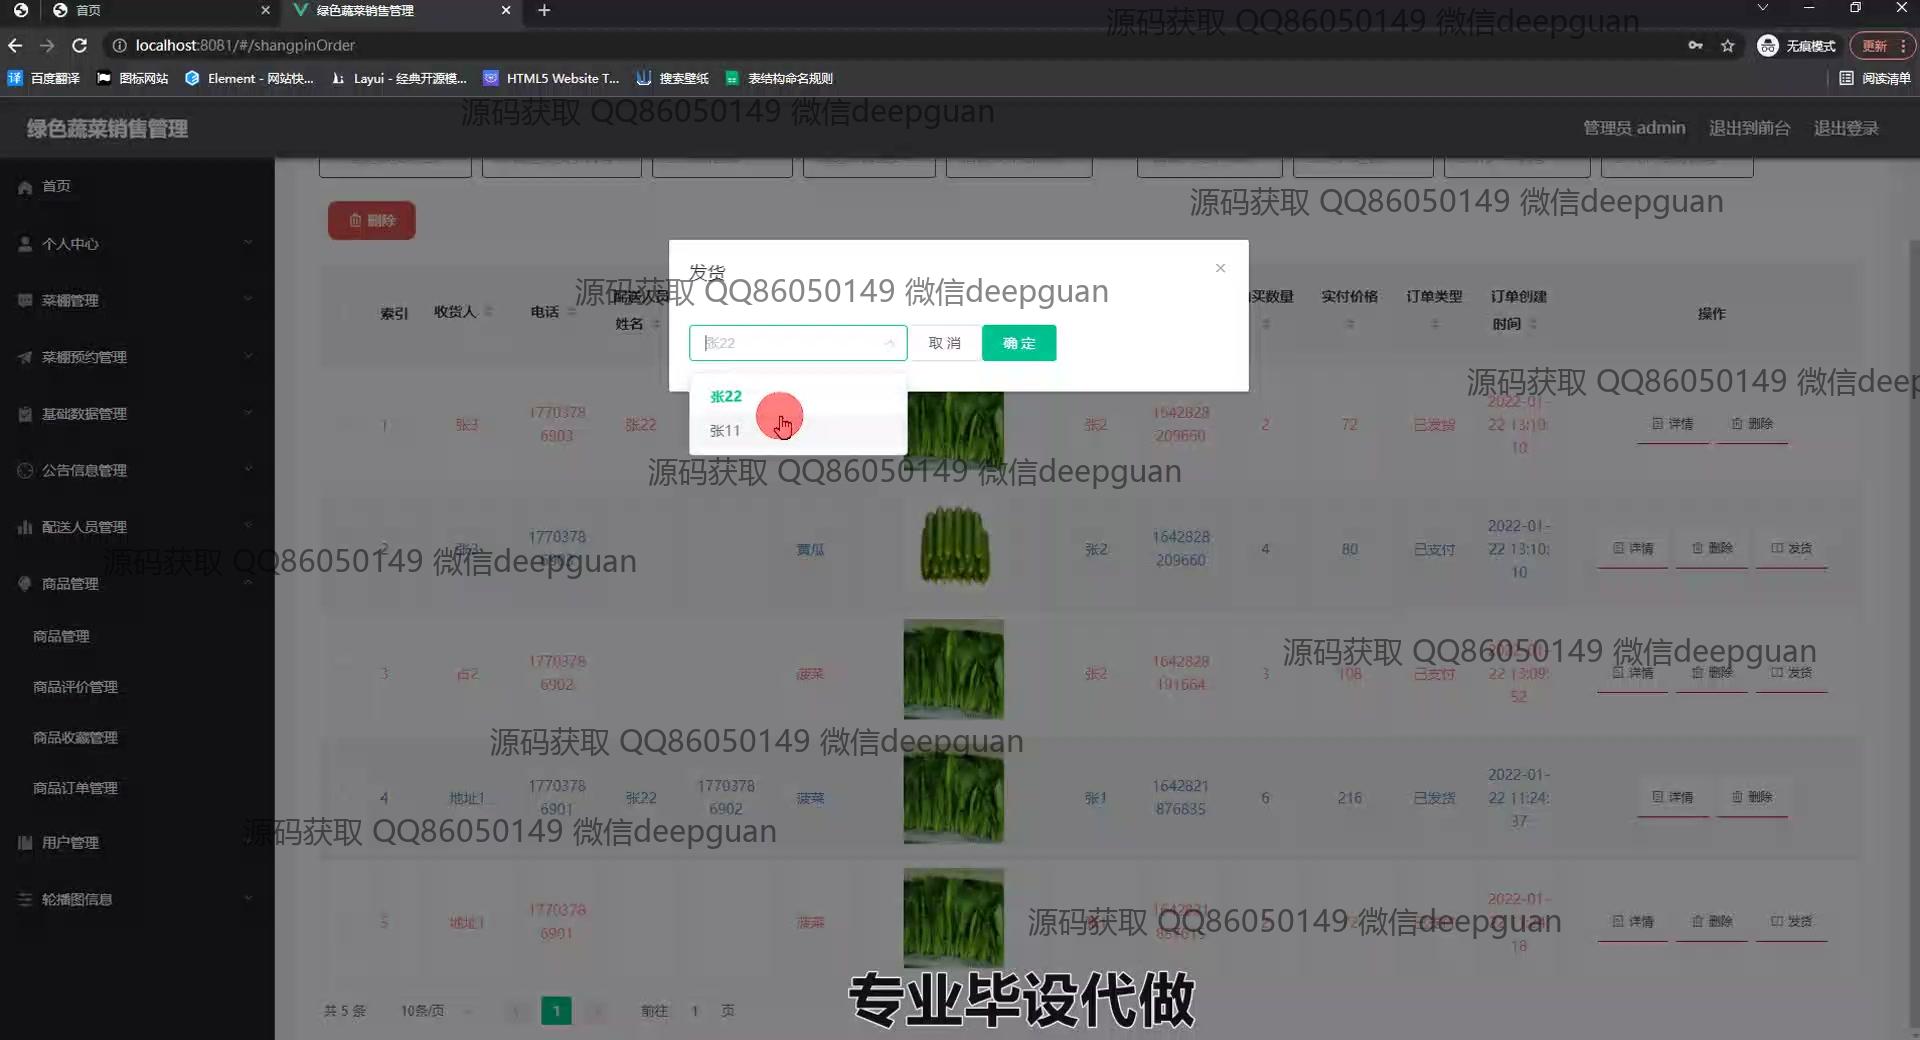 首页
绿色蔬菜销售管理
localhost:8081/#/shangpinOrder
无痕模式
更新
百度翻译
图标网站
Element - 网站快...
Layui - 经典开源模...
HTML5 Website T...
搜索壁纸
表结构命名规则
阅读清单
源码获取 QQ86050149 微信deepguan
源码获取 QQ86050149 微信deepguan
绿色蔬菜销售管理
管理员 admin
退出到前台
退出登录
首页
个人中心
菜棚管理
菜棚预约管理
基础数据管理
公告信息管理
配送人员管理
商品管理
商品管理
商品评价管理
商品收藏管理
商品订单管理
用户管理
轮播图信息
源码获取 QQ86050149 微信deepguan
删除
发货
源码获取 QQ86050149 微信deepguan
张22
取 消
确 定
张22
张11
索引
收货人
电话
配送人员姓名
买数量
实付价格
订单类型
订单创建时间
操作
源码获取 QQ86050149 微信deep
1 张3 17703786903 张22 张2 1642828209660 2 72 已发货 2022-01-22 13:10:10 详情 删除
源码获取 QQ86050149 微信deepguan
2 张3 17703786903 黄瓜 张2 1642828209660 4 80 已支付 2022-01-22 13:10:10 详情 删除 发货
源码获取 QQ86050149 微信deepguan
源码获取 QQ86050149 微信deepguan
3 占2 17703786902 菠菜 张2 1642828191664 3 108 已支付 22 13:09:52 详情 删除 发货
源码获取 QQ86050149 微信deepguan
4 地址1... 17703786901 张22 17703786902 菠菜 张1 1642821876835 6 216 已发货 2022-01-22 11:24:37 详情 删除
源码获取 QQ86050149 微信deepguan
5 地址1 17703786901 菠菜 2022-01- 18 详情 删除 发货
源码获取 QQ86050149 微信deepguan
共 5 条
10条/页
1
前往 1 页
专业毕设代做